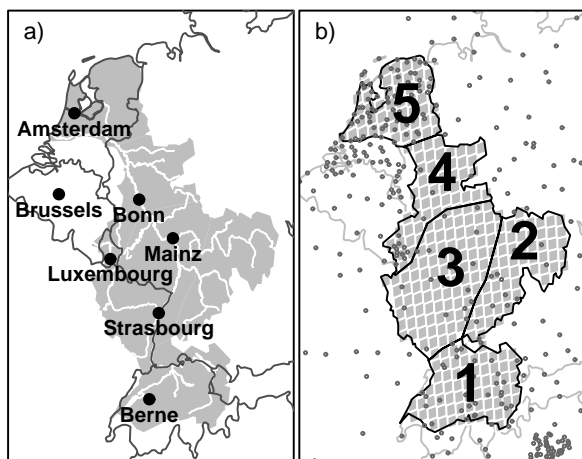 a)
Amsterdam
Brussels
Bonn
Mainz
Luxembourg
Strasbourg
Berne
b)
5
4
2
3
1